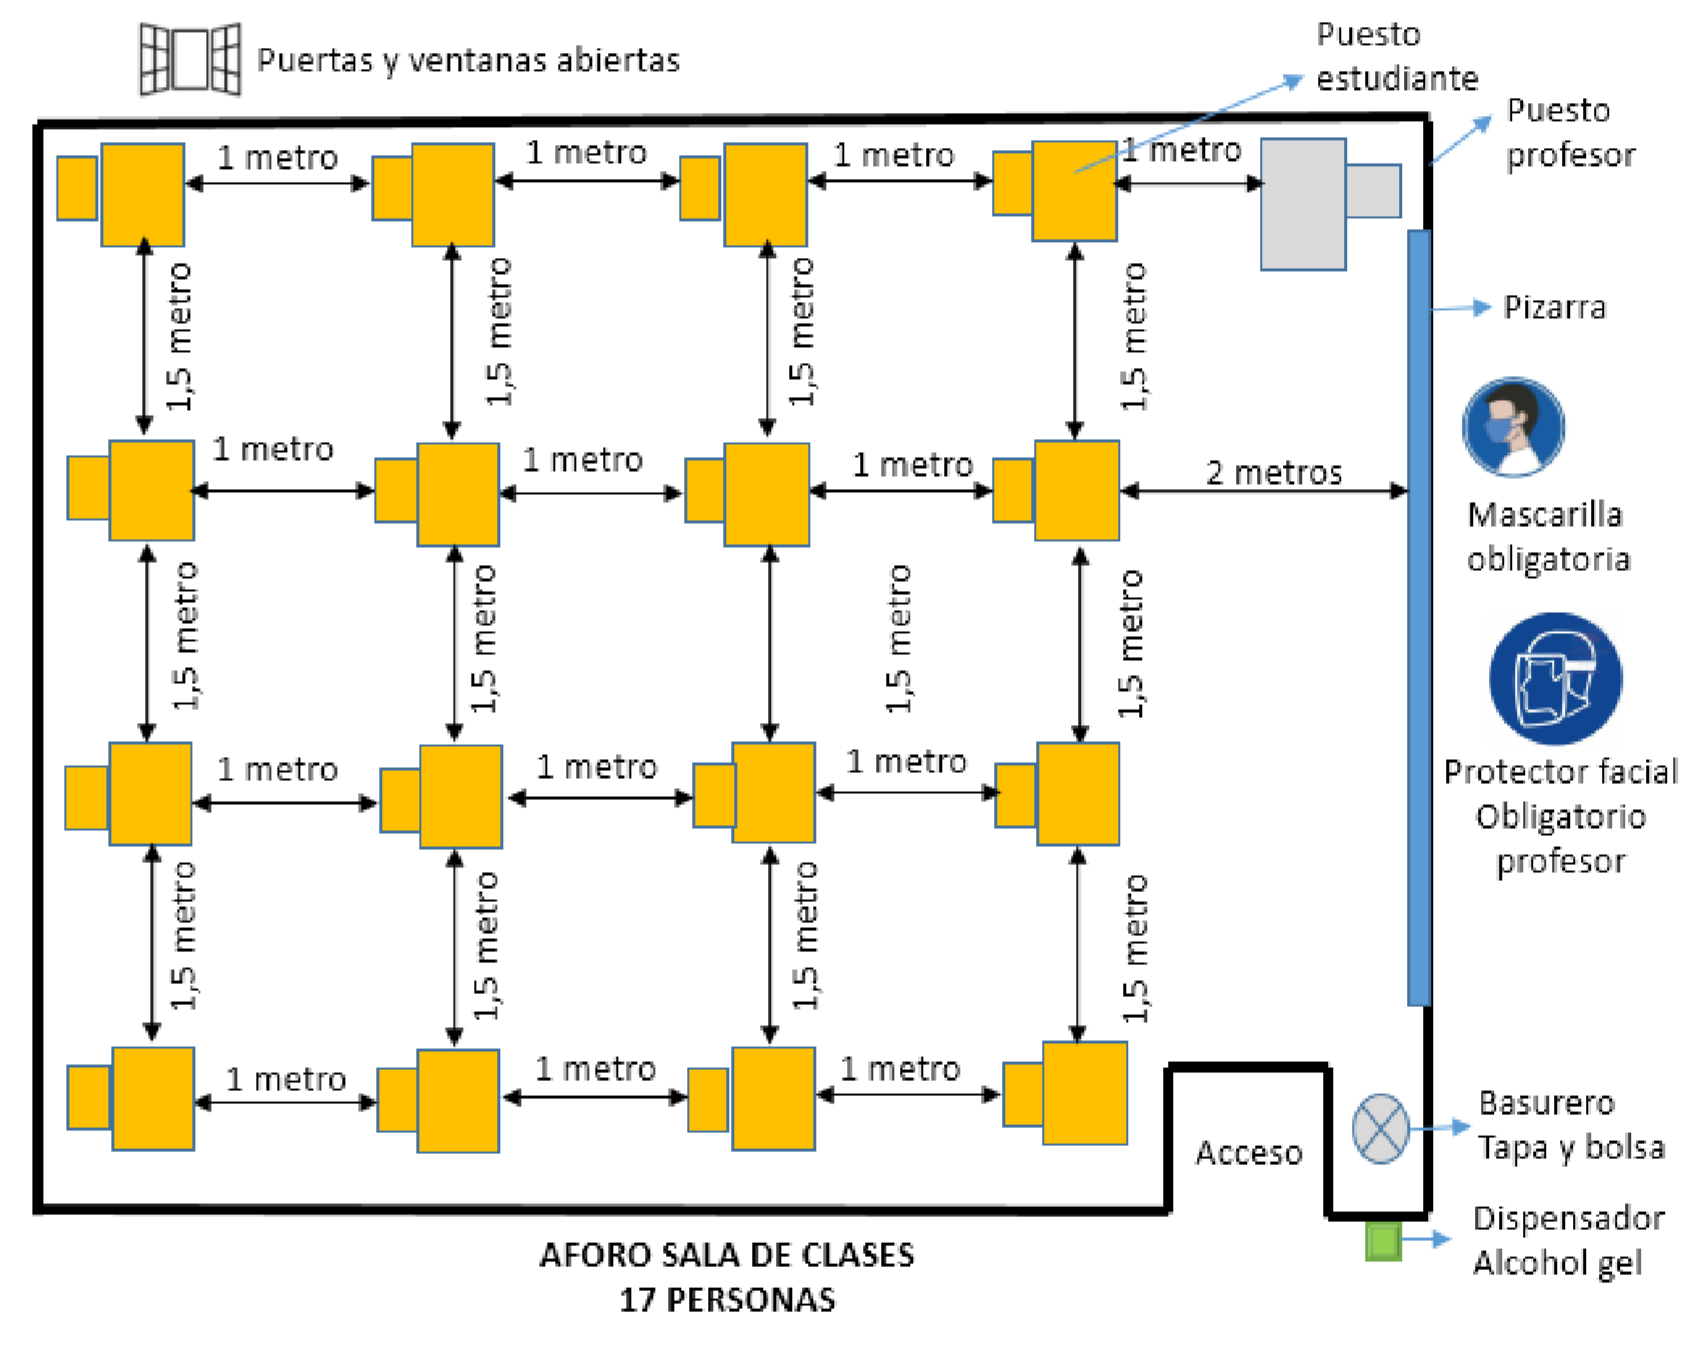 Puertas y ventanas abiertas
Puesto
estudiante
Puesto
profesor
1 metro
1 metro
1 metro
1 metro
1,5 metro
1,5 metro
1,5 metro
1,5 metro
Pizarra
1 metro
1 metro
1 metro
2 metros
Mascarilla
obligatoria
1,5 metro
1,5 metro
1,5 metro
1,5 metro
1 metro
1 metro
1 metro
Protector facial
Obligatorio
profesor
1,5 metro
1,5 metro
1,5 metro
1,5 metro
1 metro
1 metro
1 metro
Acceso
Basurero
Tapa y bolsa
Dispensador
Alcohol gel
AFORO SALA DE CLASES
17 PERSONAS